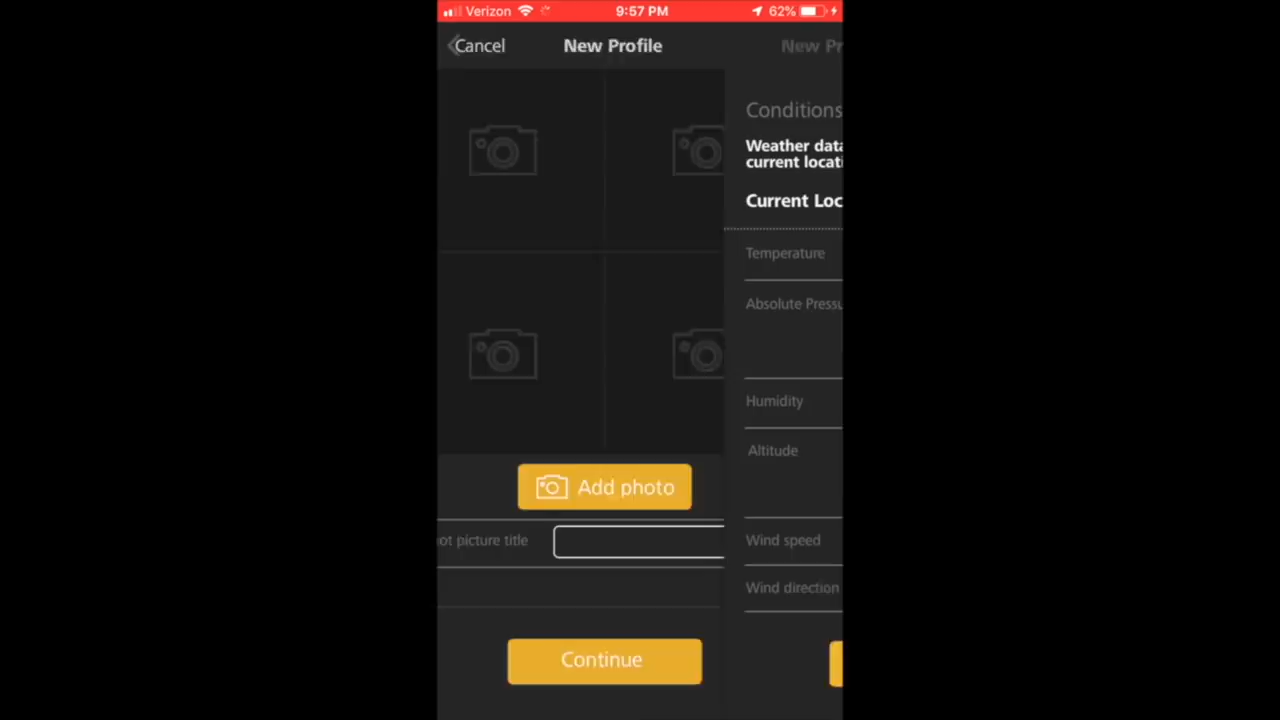 Verizon 9:57 PM 62%
Cancel New Profile New Pr
Conditions
Weather data
current locati
Current Loc
Temperature
Absolute Pressu
Humidity
Altitude
Add photo
ot picture title
Wind speed
Wind direction
Continue